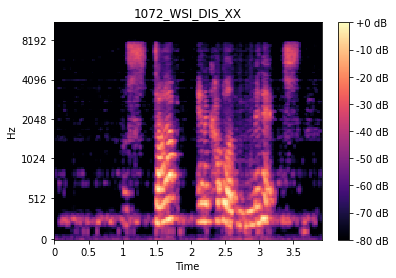 1072_WSI_DIS_XX
+0 dB
8192
-10 dB
4096
-20 dB
-30 dB
2048
Hz
-40 dB
1024
-50 dB
512
-60 dB
-70 dB
0
-80 dB
0 0.5 1 1.5 2 2.5 3 3.5
Time